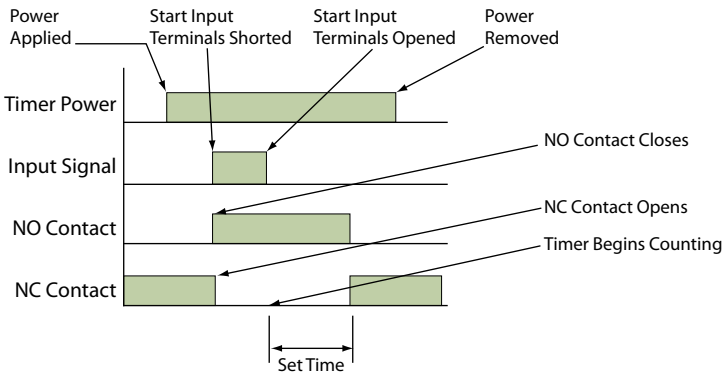 Power
Applied
Start Input
Terminals Shorted
Start Input
Terminals Opened
Power
Removed
Timer Power
Input Signal
NO Contact
NC Contact
NO Contact Closes
NC Contact Opens
Timer Begins Counting
Set Time